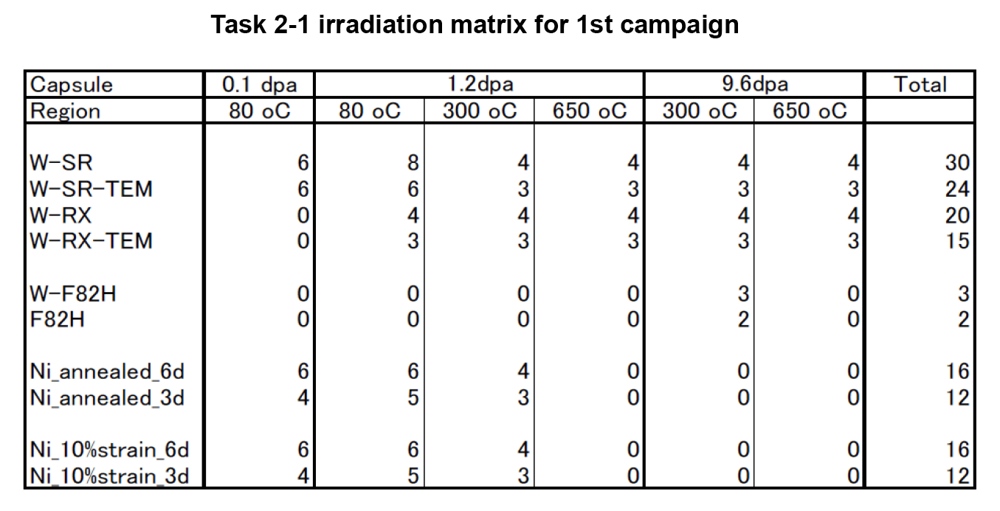 Task 2-1 irradiation matrix for 1st campaign
Capsule 0.1 dpa 1.2dpa 9.6dpa Total
Region 80 oC 80 oC 300 oC 650 oC 300 oC 650 oC
W-SR 6 8 4 4 4 4 30
W-SR-TEM 6 6 3 3 3 3 24
W-RX 0 4 4 4 4 4 20
W-RX-TEM 0 3 3 3 3 3 15
W-F82H 0 0 0 0 3 0 3
F82H 0 0 0 0 2 0 2
Ni_annealed_6d 6 6 4 0 0 0 16
Ni_annealed_3d 4 5 3 0 0 0 12
Ni_10%strain_6d 6 6 4 0 0 0 16
Ni_10%strain_3d 4 5 3 0 0 0 12